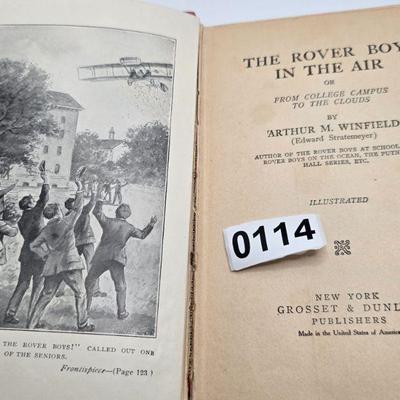 THE ROVER BOY
IN THE AIR
OR
FROM COLLEGE CAMPUS
TO THE CLOUDS
BY
ARTHUR M. WINFIELD
(Edward Stratemeyer)
AUTHOR OF THE ROVER BOYS AT SCHOOL,
ROVER BOYS ON THE OCEAN, THE PUTN
HALL SERIES, ETC.
ILLUSTRATED
0114
NEW YORK
GROSSET & DUNL
PUBLISHERS
Made in the United States of America
THE ROVER BOYS!" CALLED OUT ONE
OF THE SENIORS.
Frontispiece—(Page 123.)